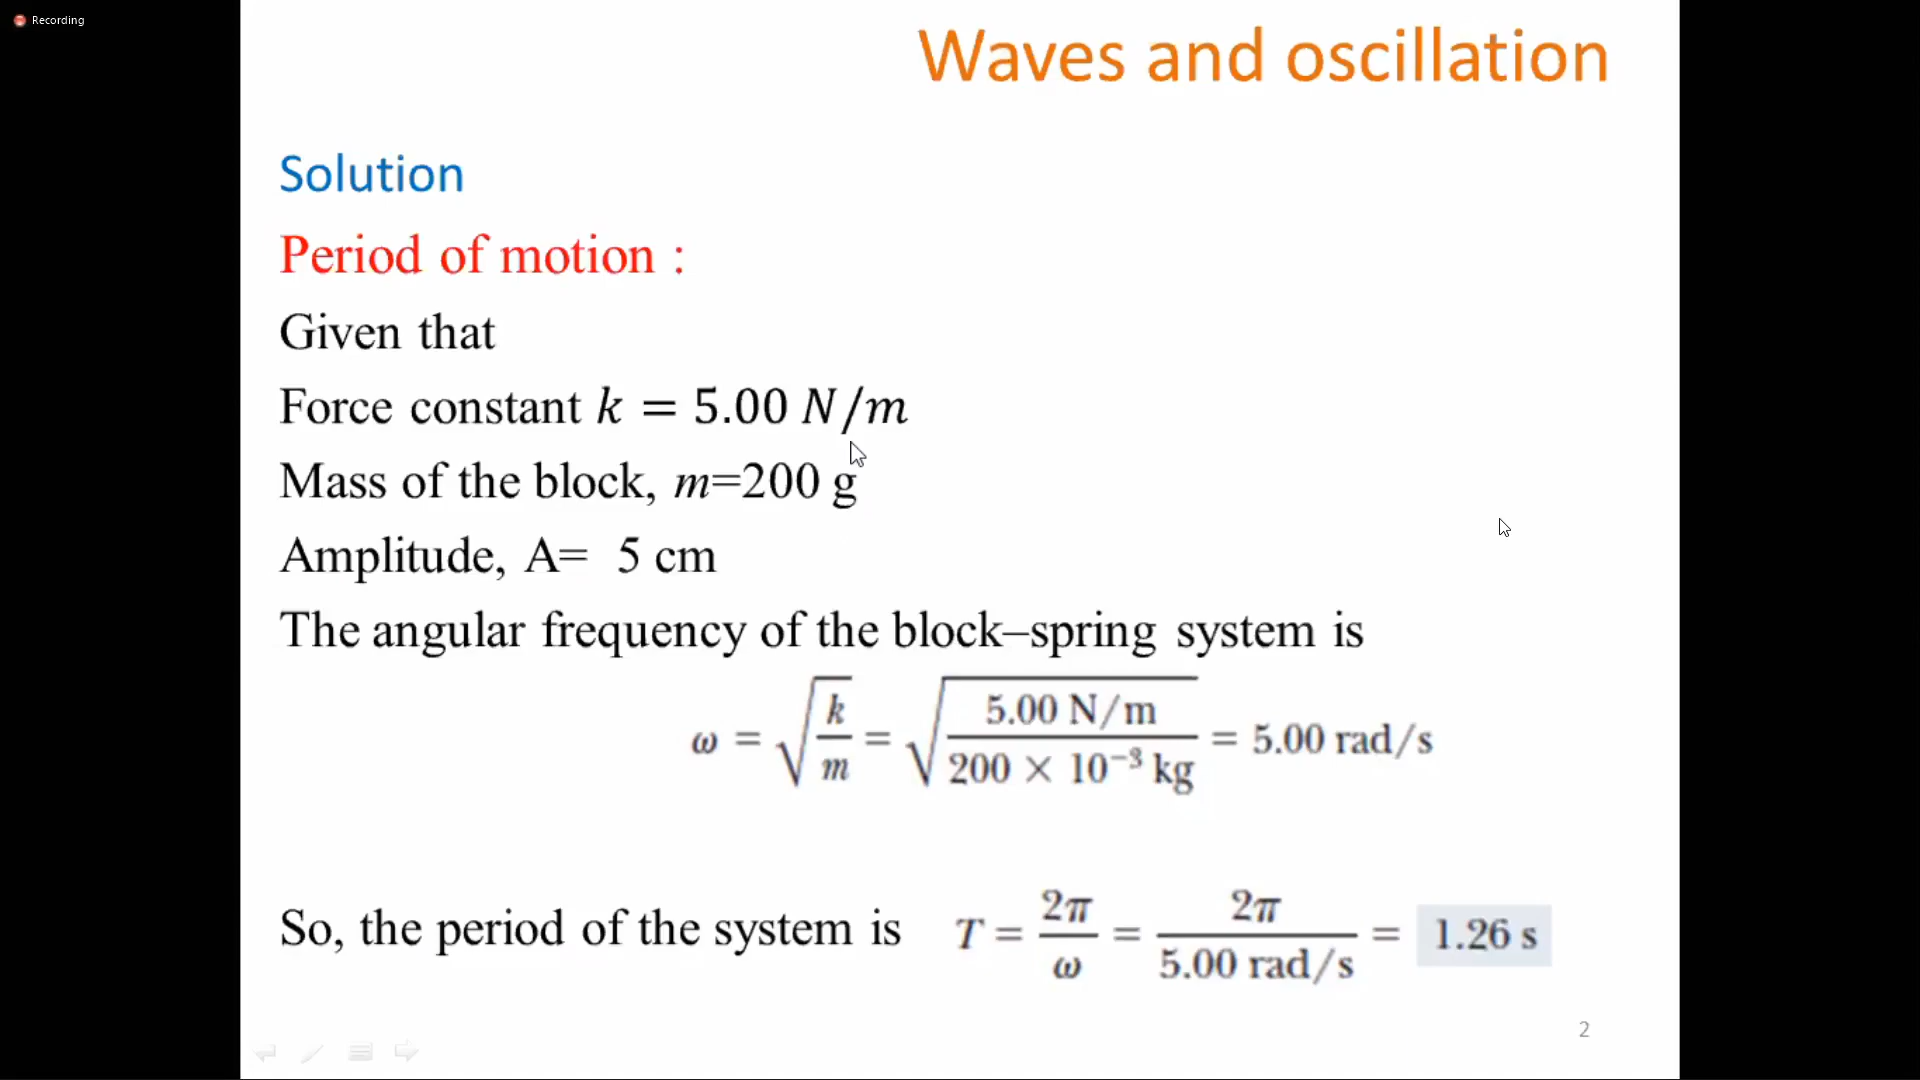 Recording
Waves and oscillation
Solution
Period of motion :
Given that
Force constant k = 5.00 N/m
Mass of the block, m=200 g
Amplitude, A= 5 cm
The angular frequency of the block–spring system is
ω = √(k/m) = √(5.00 N/m / 200 × 10⁻³ kg) = 5.00 rad/s
So, the period of the system is T = 2π/ω = 2π/5.00 rad/s = 1.26 s
2